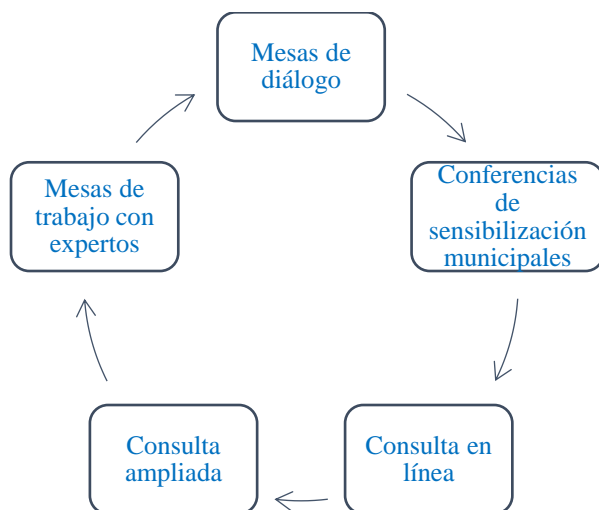 Mesas de
diálogo
Conferencias
de
sensibilización
municipales
Consulta en
línea
Consulta
ampliada
Mesas de
trabajo con
expertos